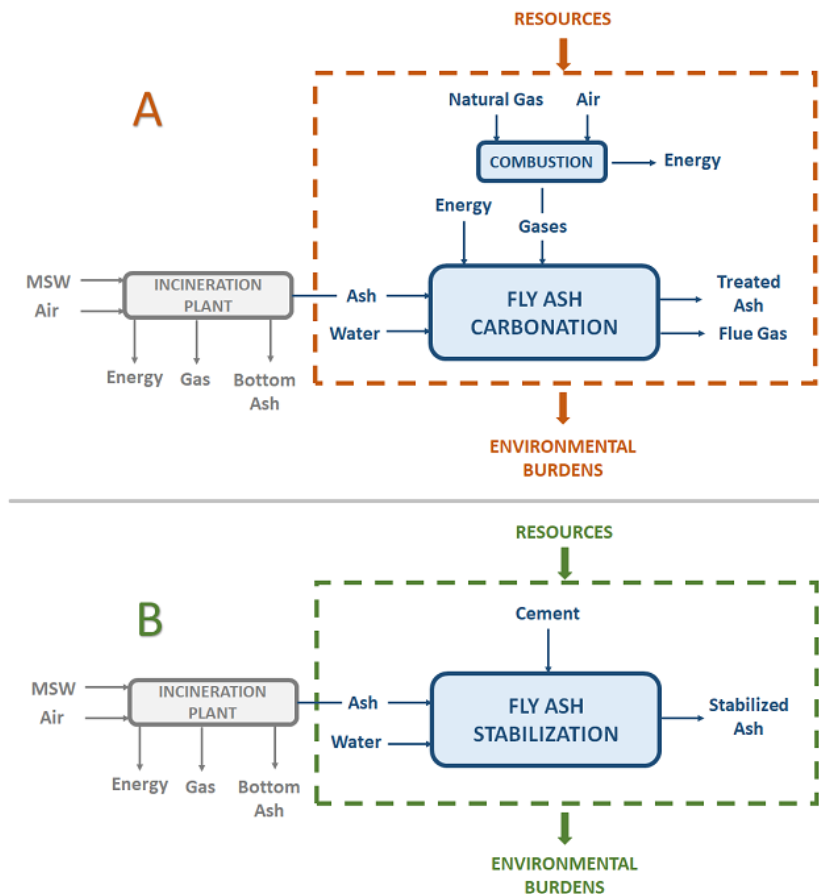 RESOURCES
A
Natural Gas
Air
COMBUSTION
Energy
Energy
Gases
MSW
Air
INCINERATION
PLANT
Ash
Water
FLY ASH
CARBONATION
Treated
Ash
Flue Gas
Energy
Gas
Bottom
Ash
ENVIRONMENTAL
BURDENS
RESOURCES
B
Cement
MSW
Air
INCINERATION
PLANT
Ash
Water
FLY ASH
STABILIZATION
Stabilized
Ash
Energy
Gas
Bottom
Ash
ENVIRONMENTAL
BURDENS